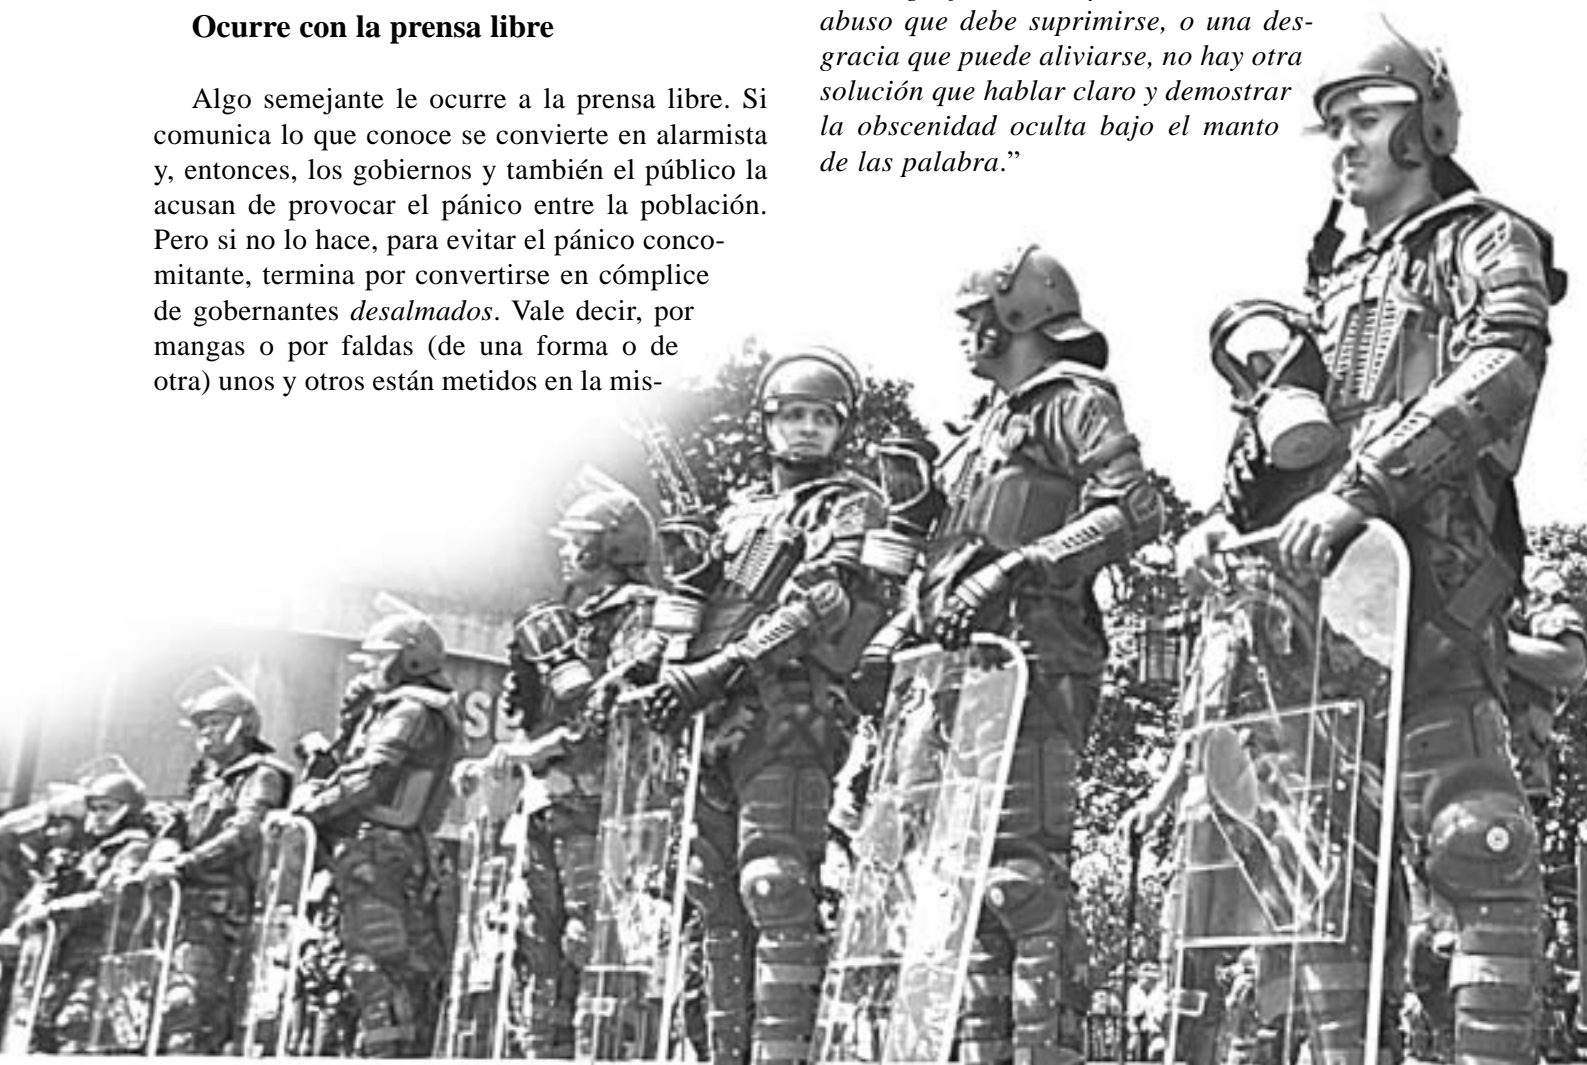 Ocurre con la prensa libre
Algo semejante le ocurre a la prensa libre. Si
comunica lo que conoce se convierte en alarmista
y, entonces, los gobiernos y también el público la
acusan de provocar el pánico entre la población.
Pero si no lo hace, para evitar el pánico conco-
mitante, termina por convertirse en cómplice
de gobernantes desalmados. Vale decir, por
mangas o por faldas (de una forma o de
otra) unos y otros están metidos en la mis-
abuso que debe suprimirse, o una des-
gracia que puede aliviarse, no hay otra
solución que hablar claro y demostrar
la obscenidad oculta bajo el manto
de las palabra.”